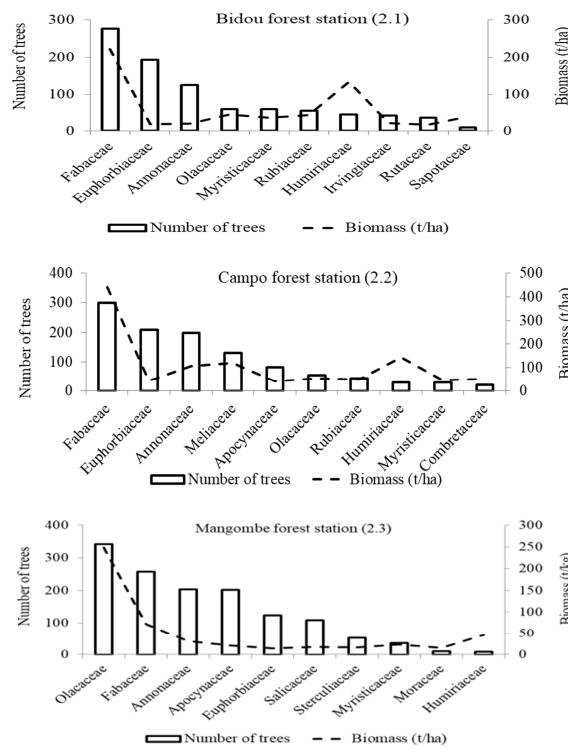 Bidou forest station (2.1)
Number of trees
300
200
100
0
300
200
100
0
Biomass (t/ha)
Fabaceae
Euphorbiaceae
Annonaceae
Olacaceae
Myristicaceae
Rubiaceae
Humiriaceae
Irvingiaceae
Rutaceae
Sapotaceae
Number of trees Biomass (t/ha)
Campo forest station (2.2)
Number of trees
400
300
200
100
0
500
400
300
200
100
0
Biomass (t/ha)
Fabaceae
Euphorbiaceae
Annonaceae
Meliaceae
Apocynaceae
Olacaceae
Rubiaceae
Humiriaceae
Myristicaceae
Combretaceae
Number of trees Biomass (t/ha)
Mangombe forest station (2.3)
Number of trees
400
300
200
100
0
300
250
200
150
100
50
0
Biomass (t/kg)
Olacaceae
Fabaceae
Annonaceae
Apocynaceae
Euphorbiaceae
Salicaceae
Sterculiaceae
Myristicaceae
Moraceae
Humiriaceae
Number of trees Biomass (t/ha)